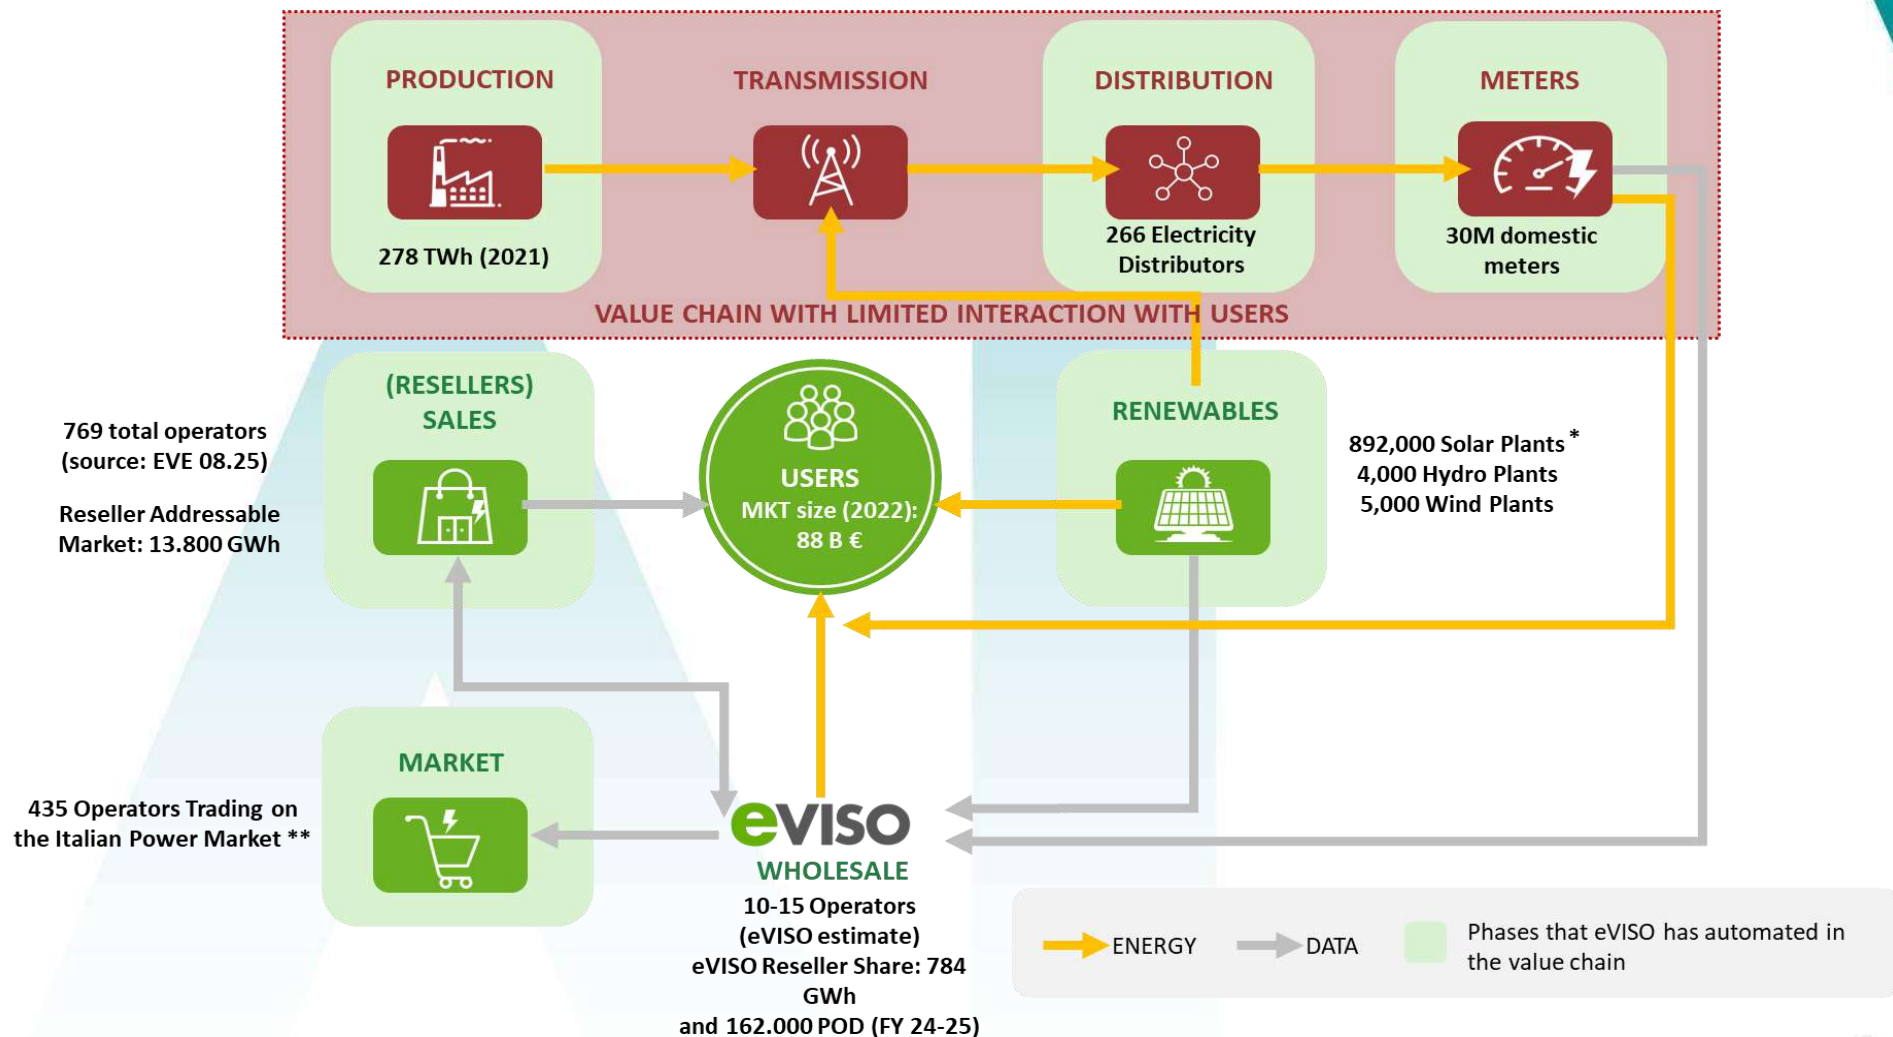 PRODUCTION
TRANSMISSION
DISTRIBUTION
METERS
278 TWh (2021)
266 Electricity
Distributors
30M domestic
meters
VALUE CHAIN WITH LIMITED INTERACTION WITH USERS
(RESELLERS)
SALES
769 total operators
(source: EVE 08.25)
Reseller Addressable
Market: 13.800 GWh
USERS
MKT size (2022):
88 B €
RENEWABLES
892,000 Solar Plants *
4,000 Hydro Plants
5,000 Wind Plants
MARKET
435 Operators Trading on
the Italian Power Market **
eVISO
WHOLESALE
10-15 Operators
(eVISO estimate)
eVISO Reseller Share: 784
GWh
and 162.000 POD (FY 24-25)
ENERGY
DATA
Phases that eVISO has automated in
the value chain